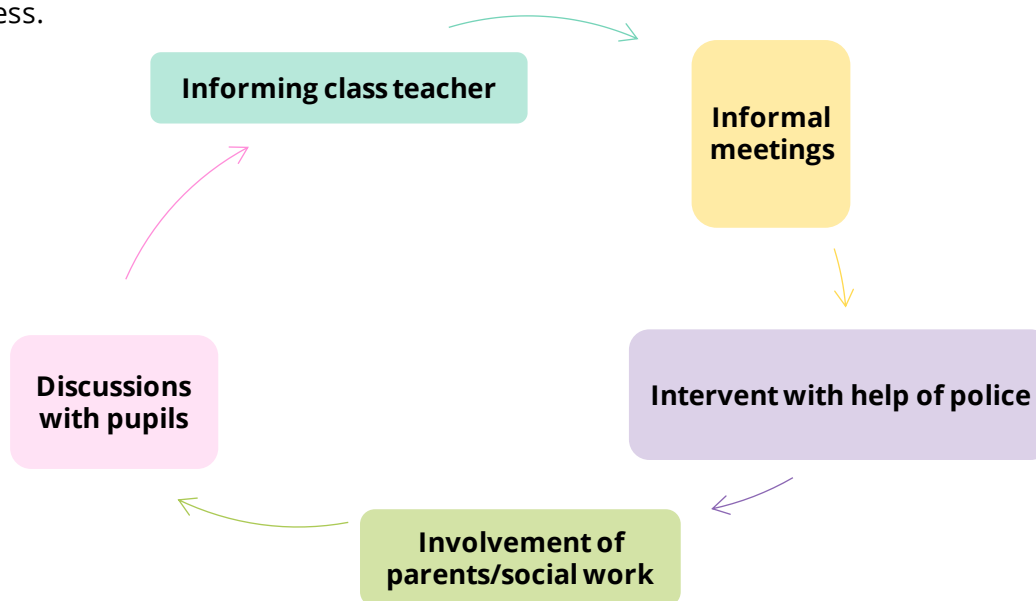 ess.
Informing class teacher
Informal
meetings
Intervent with help of police
Involvement of
parents/social work
Discussions
with pupils